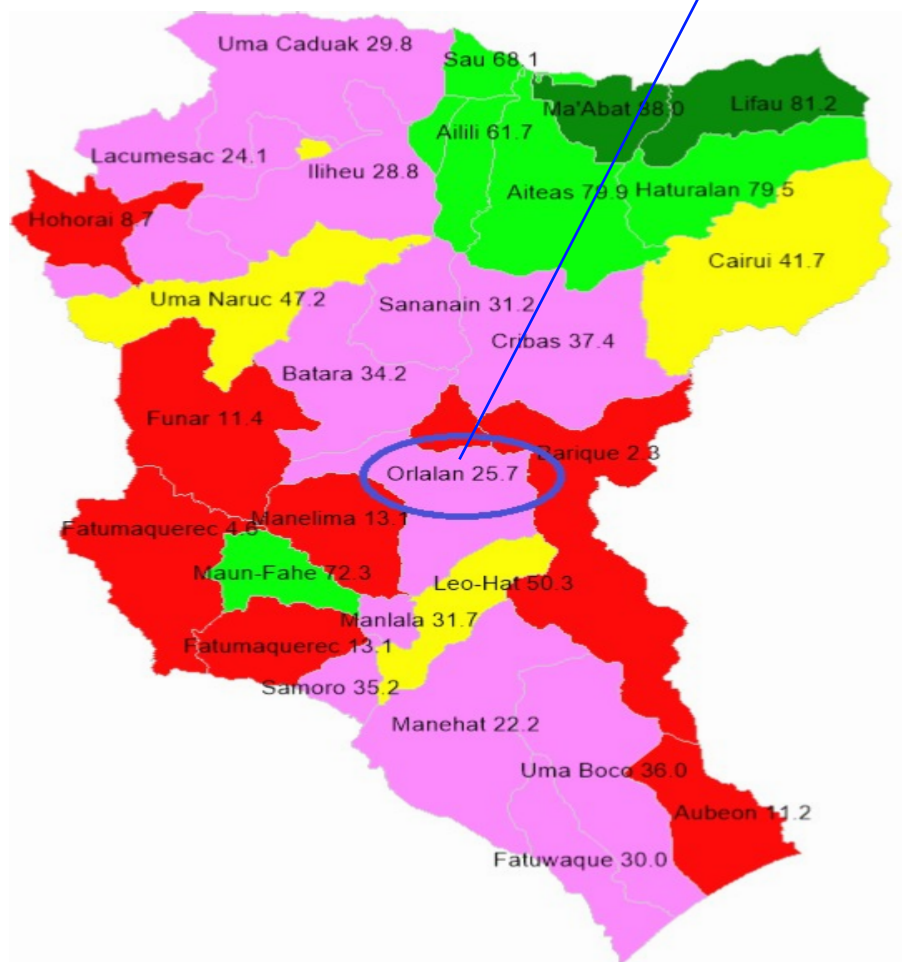 Uma Caduak 29.8
Sau 68.1
Ma'Abat 88.0
Lifau 81.2
Ailili 61.7
Lacumesac 24.1
Iliheu 28.8
Aiteas 79.9
Haturalan 79.5
Hohorai 8.7
Cairui 41.7
Uma Naruc 47.2
Sananain 31.2
Cribas 37.4
Batara 34.2
Funar 11.4
Barique 2.3
Orlalan 25.7
Manelima 13.1
Fatumaquerec 4.6
Maun-Fahe 72.3
Leo-Hat 50.3
Manlala 31.7
Fatumaquerec 13.1
Samoro 35.2
Manehat 22.2
Uma Boco 36.0
Aubeon 11.2
Fatuwaque 30.0